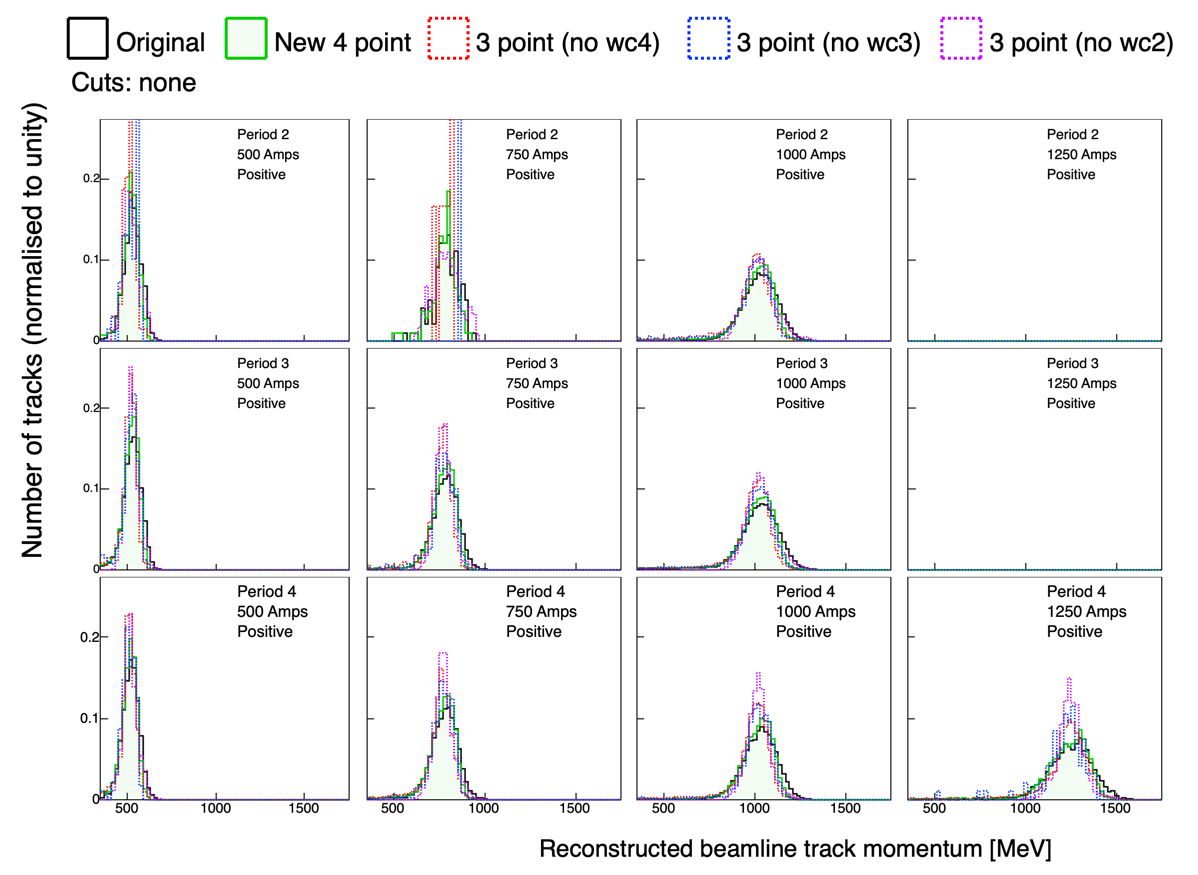 Original New 4 point 3 point (no wc4) 3 point (no wc3) 3 point (no wc2)
Cuts: none
Number of tracks (normalised to unity)
Period 2
500 Amps
Positive
Period 2
750 Amps
Positive
Period 2
1000 Amps
Positive
Period 2
1250 Amps
Positive
0.2
0.1
0
Period 3
500 Amps
Positive
Period 3
750 Amps
Positive
Period 3
1000 Amps
Positive
Period 3
1250 Amps
Positive
0.2
0.1
0
Period 4
500 Amps
Positive
Period 4
750 Amps
Positive
Period 4
1000 Amps
Positive
Period 4
1250 Amps
Positive
0.2
0.1
0
500 1000 1500 500 1000 1500 500 1000 1500 500 1000 1500
Reconstructed beamline track momentum [MeV]